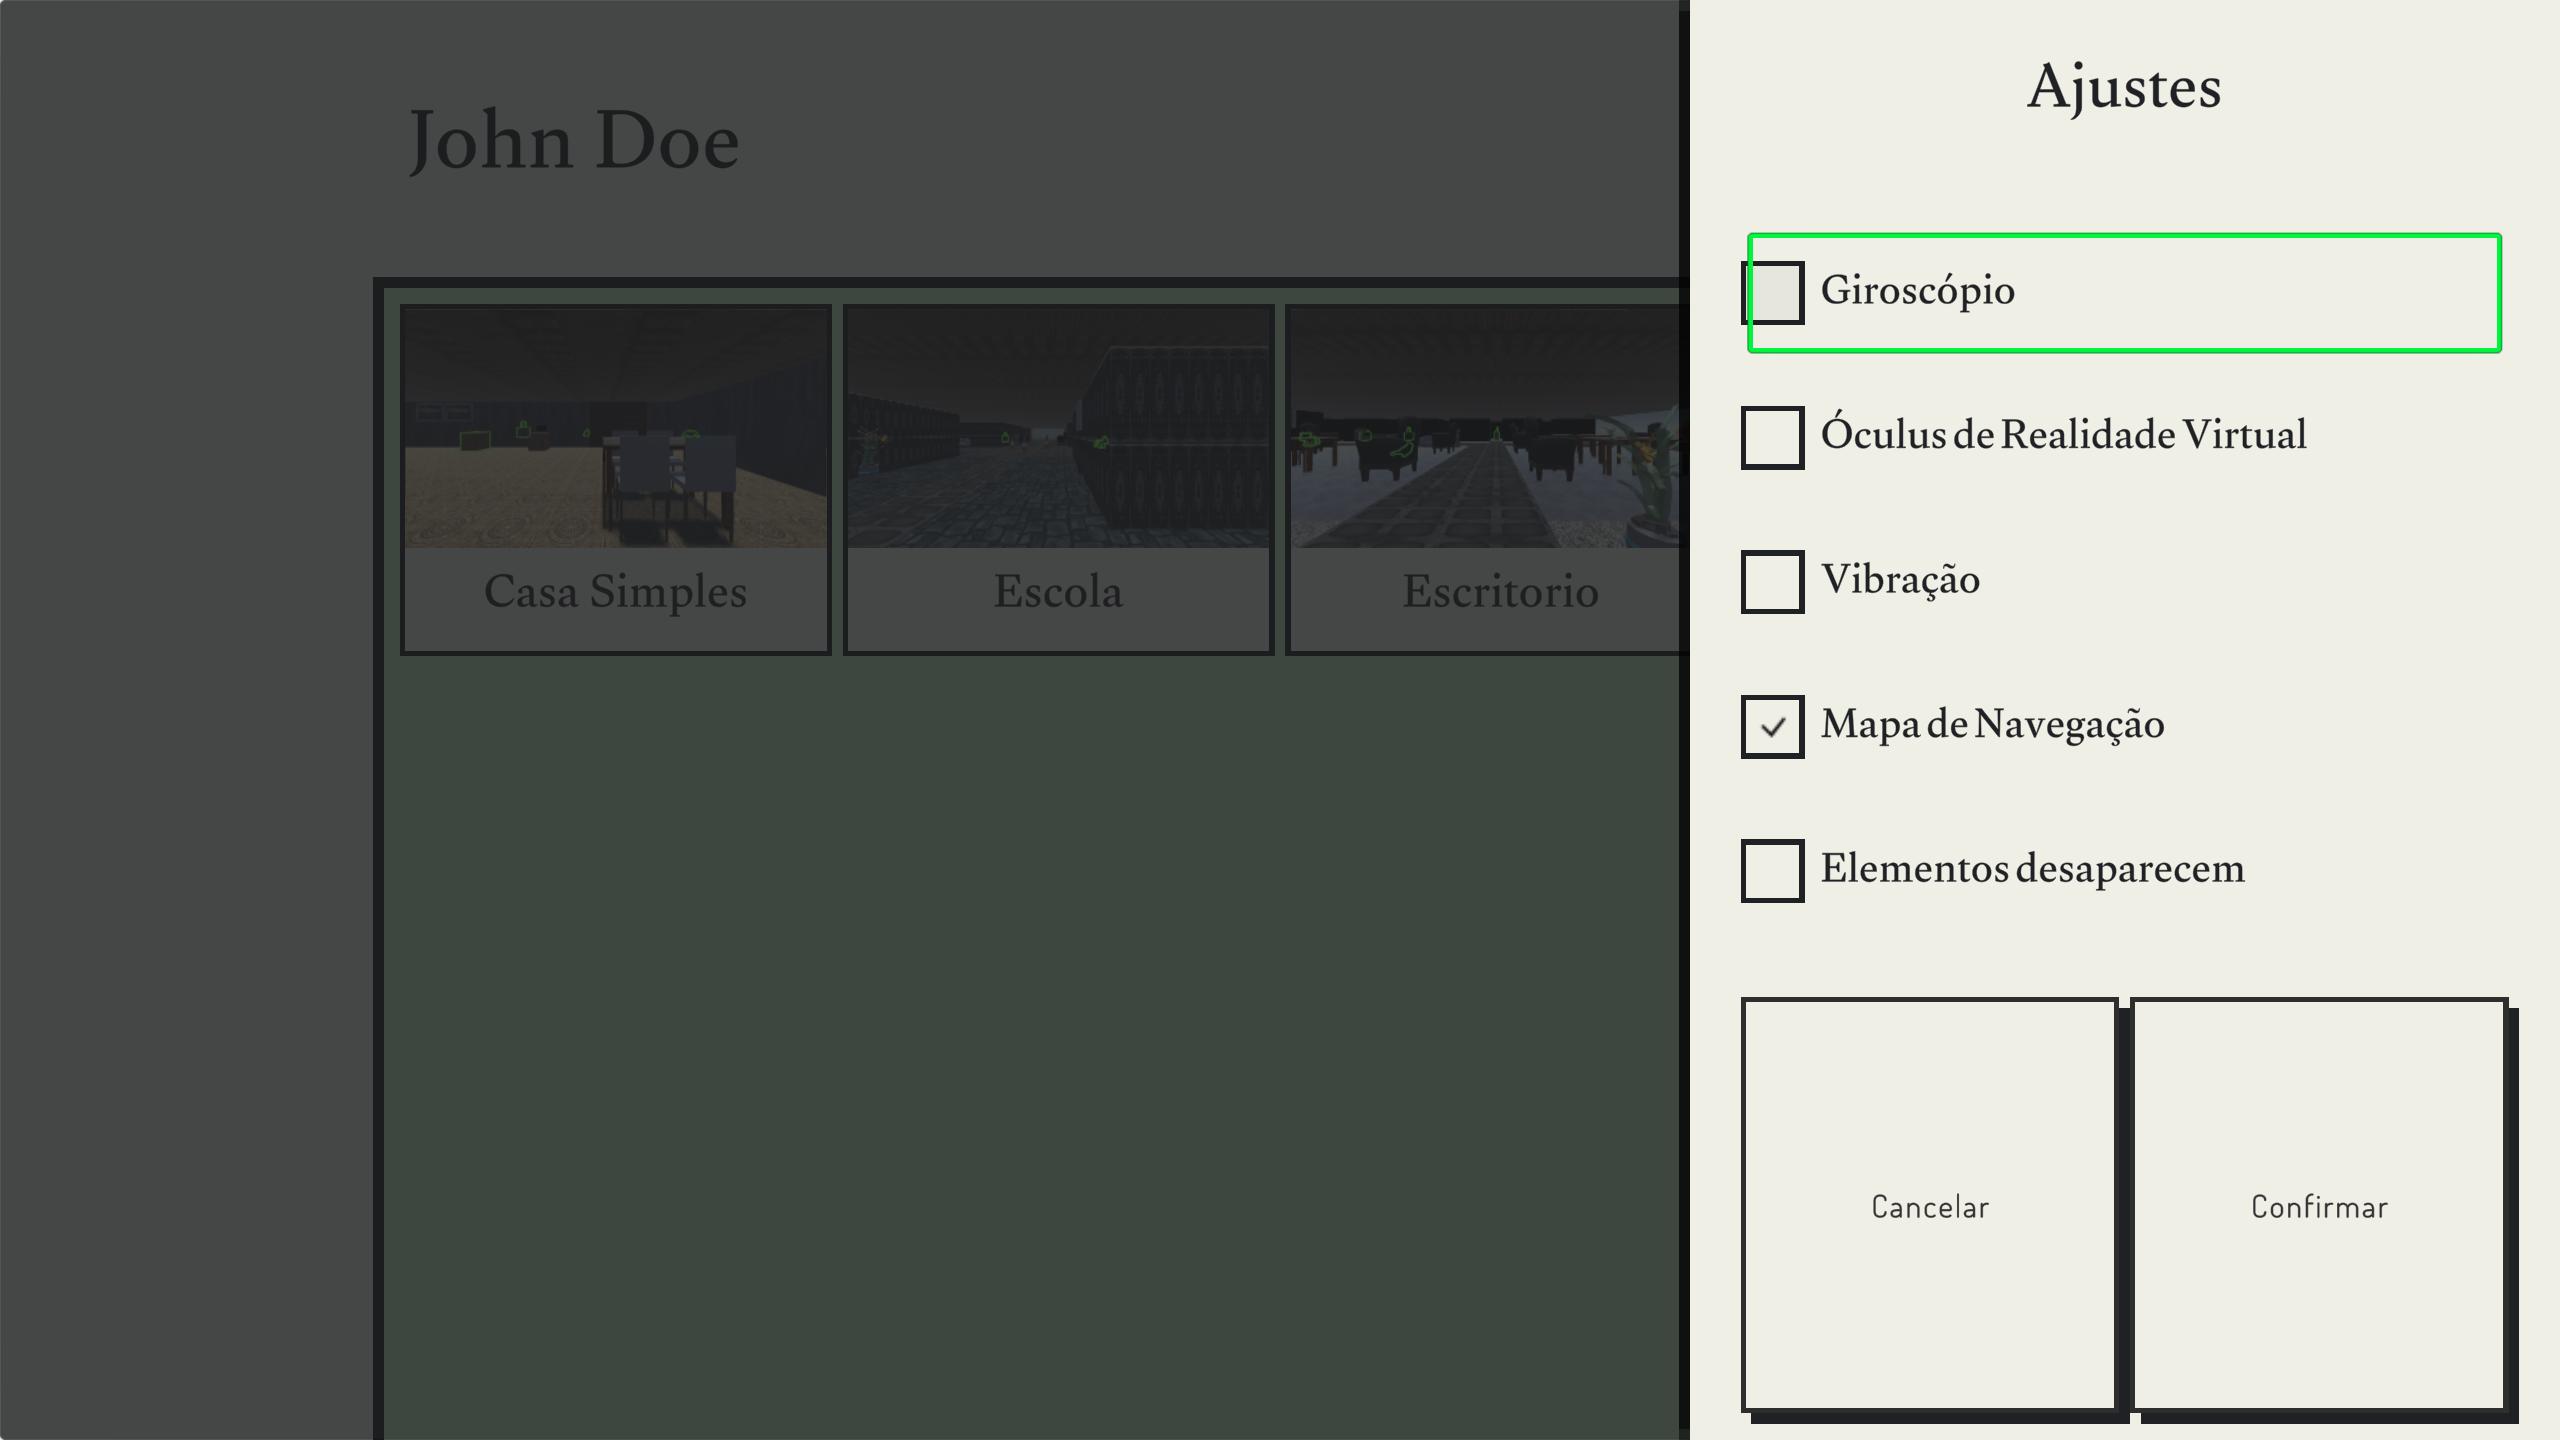 John Doe
Casa Simples
Escola
Escritorio
Ajustes
Giroscópio
Óculus de Realidade Virtual
Vibração
Mapa de Navegação
Elementos desaparecem
Cancelar
Confirmar